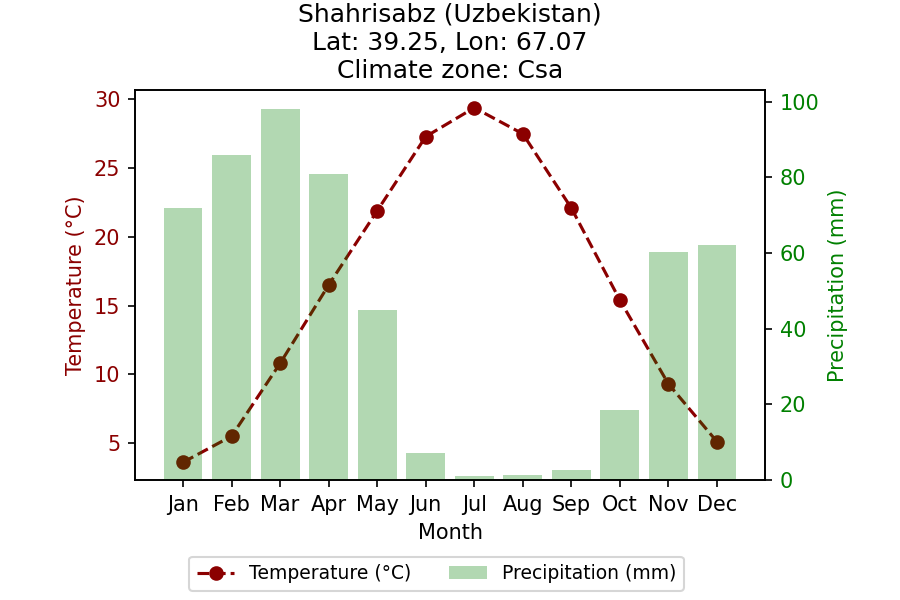 Shahrisabz (Uzbekistan)
Lat: 39.25, Lon: 67.07
Climate zone: Csa
30
25
20
15
10
5
Temperature (°C)
100
80
60
40
20
0
Precipitation (mm)
Jan Feb Mar Apr May Jun Jul Aug Sep Oct Nov Dec
Month
Temperature (°C) Precipitation (mm)